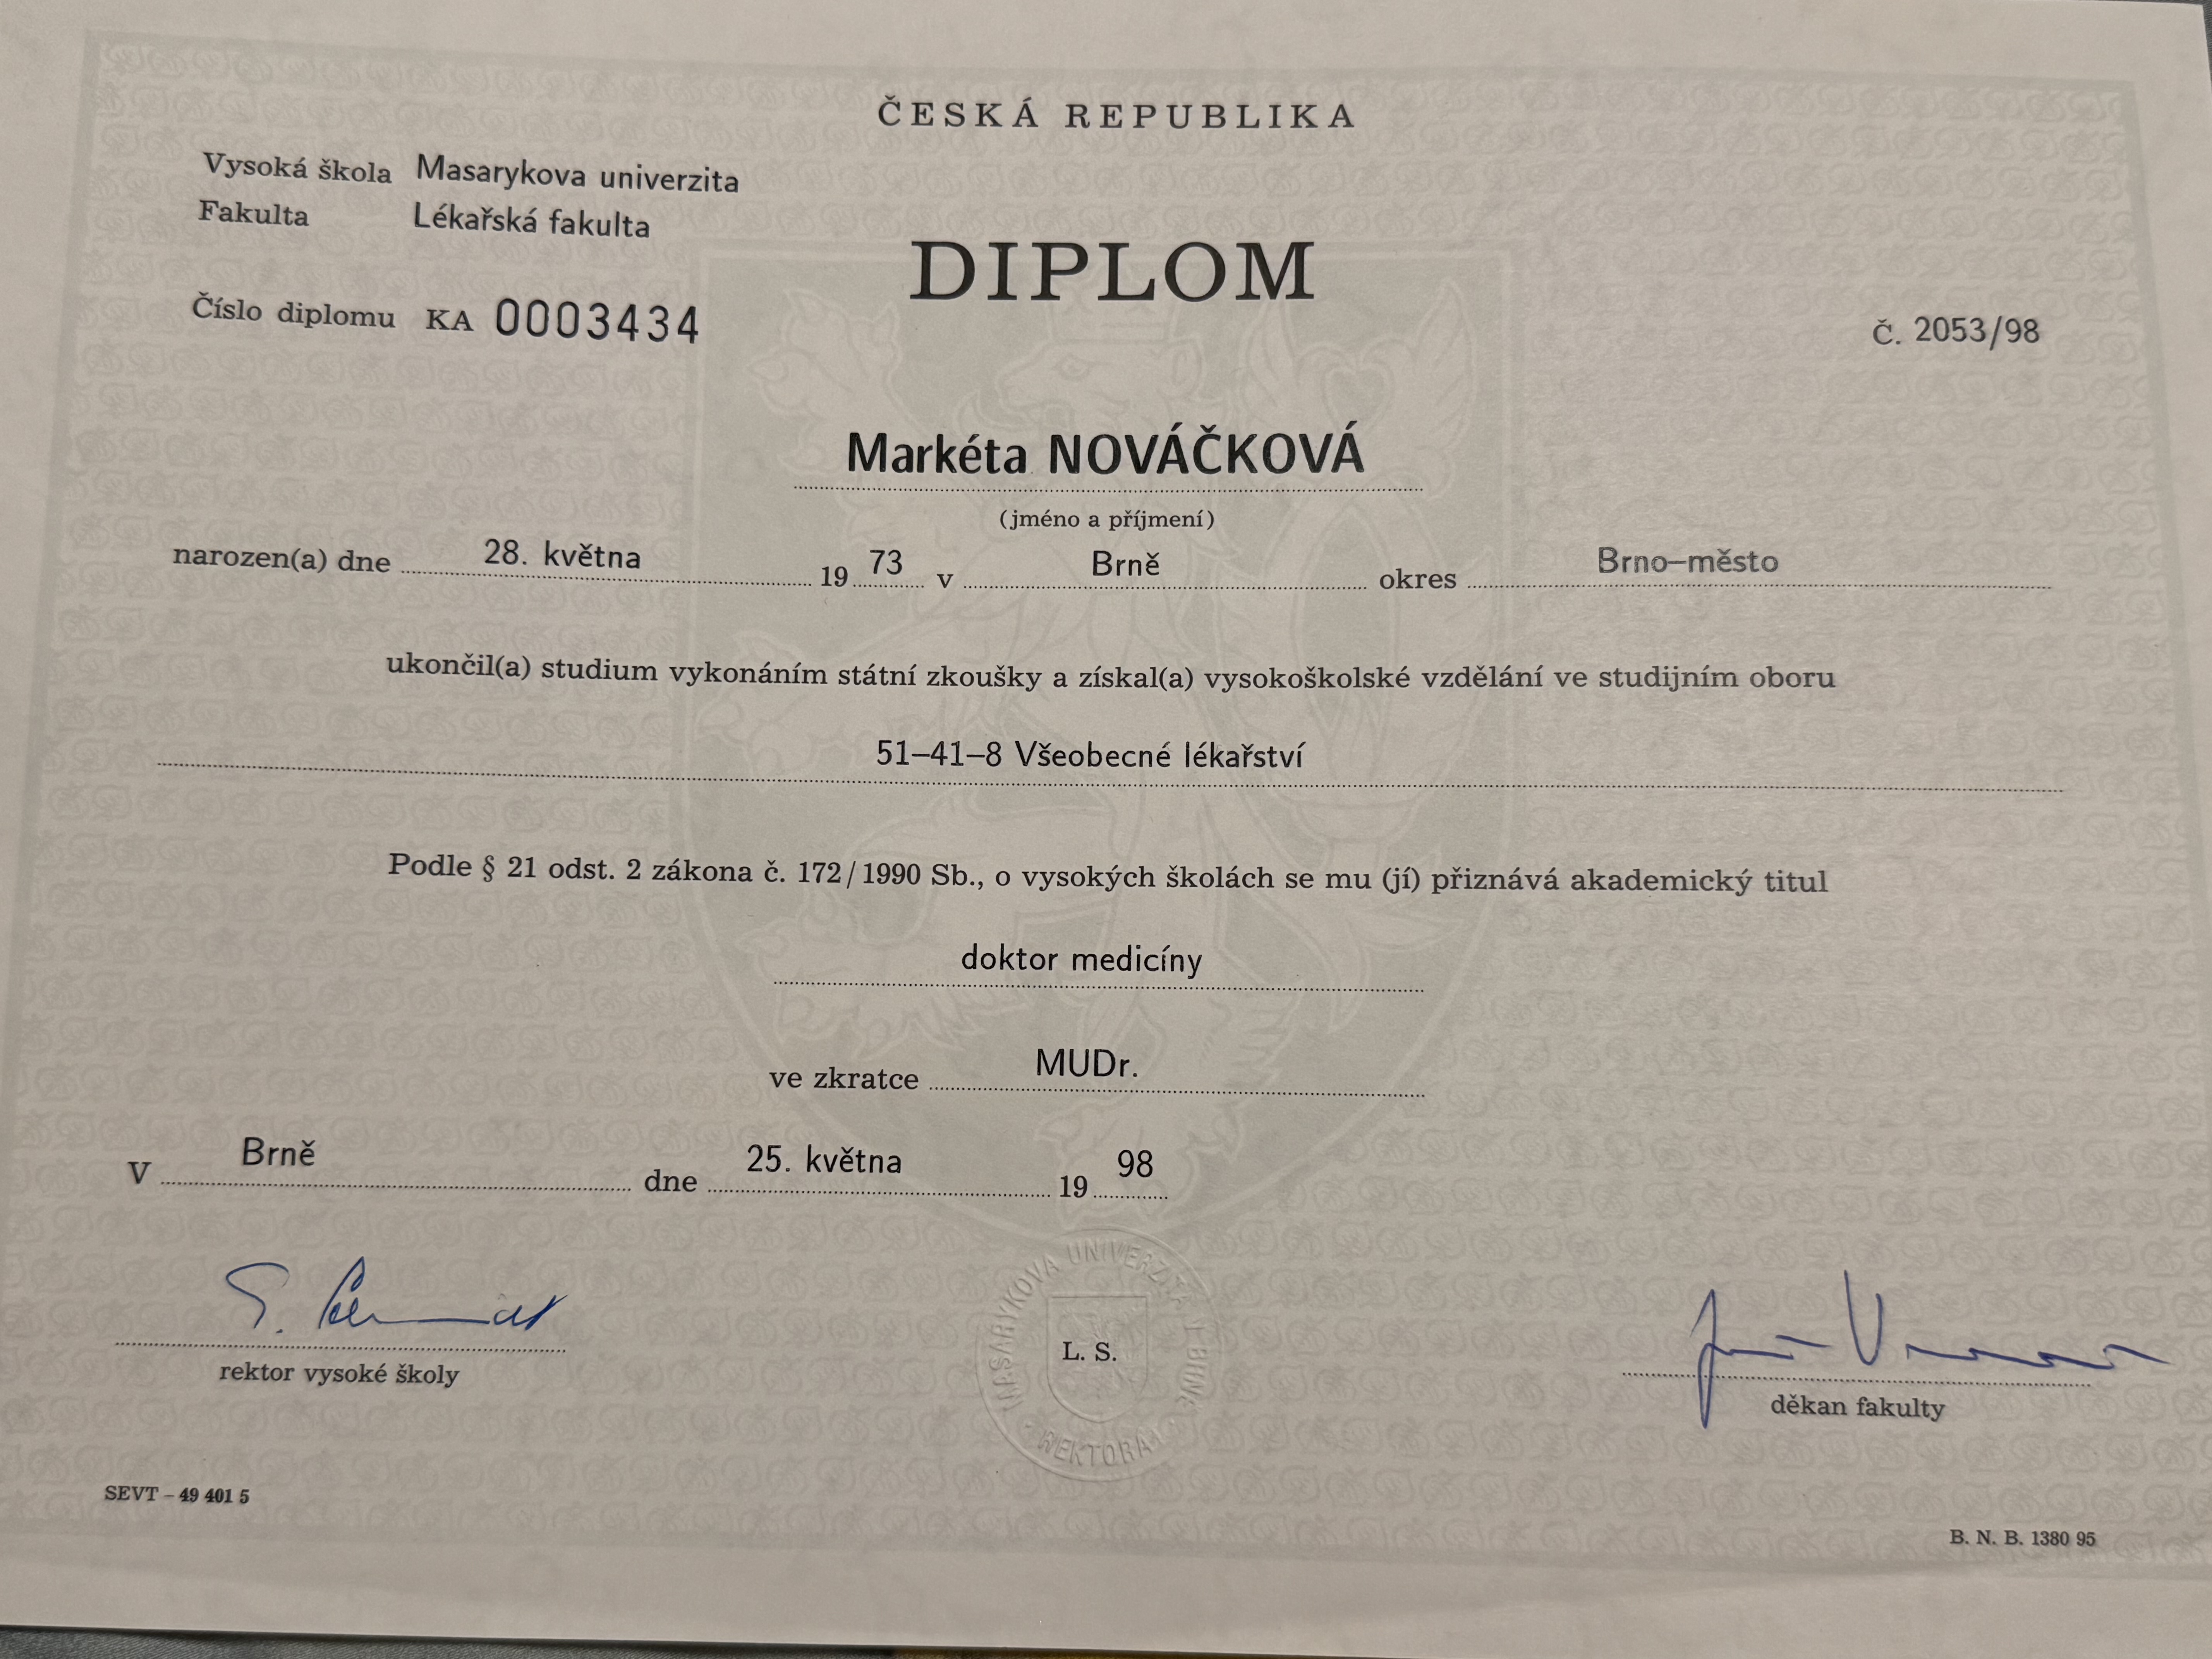 ČESKÁ REPUBLIKA
Vysoká škola Masarykova univerzita
Fakulta Lékařská fakulta
DIPLOM
Číslo diplomu KA 0003434
Č. 2053/98
Markéta NOVÁČKOVÁ
(jméno a příjmení)
narozen(a) dne 28. května 19 73 v Brně okres Brno–město
ukončil(a) studium vykonáním státní zkoušky a získal(a) vysokoškolské vzdělání ve studijním oboru
51–41–8 Všeobecné lékařství
Podle § 21 odst. 2 zákona č. 172/1990 Sb., o vysokých školách se mu (jí) přiznává akademický titul
doktor medicíny
ve zkratce MUDr.
V Brně dne 25. května 19 98
MASARYKOVA UNIVERZITA V BRNĚ
L. S.
REKTORÁT
rektor vysoké školy
děkan fakulty
SEVT – 49 401 5
B. N. B. 1380 95